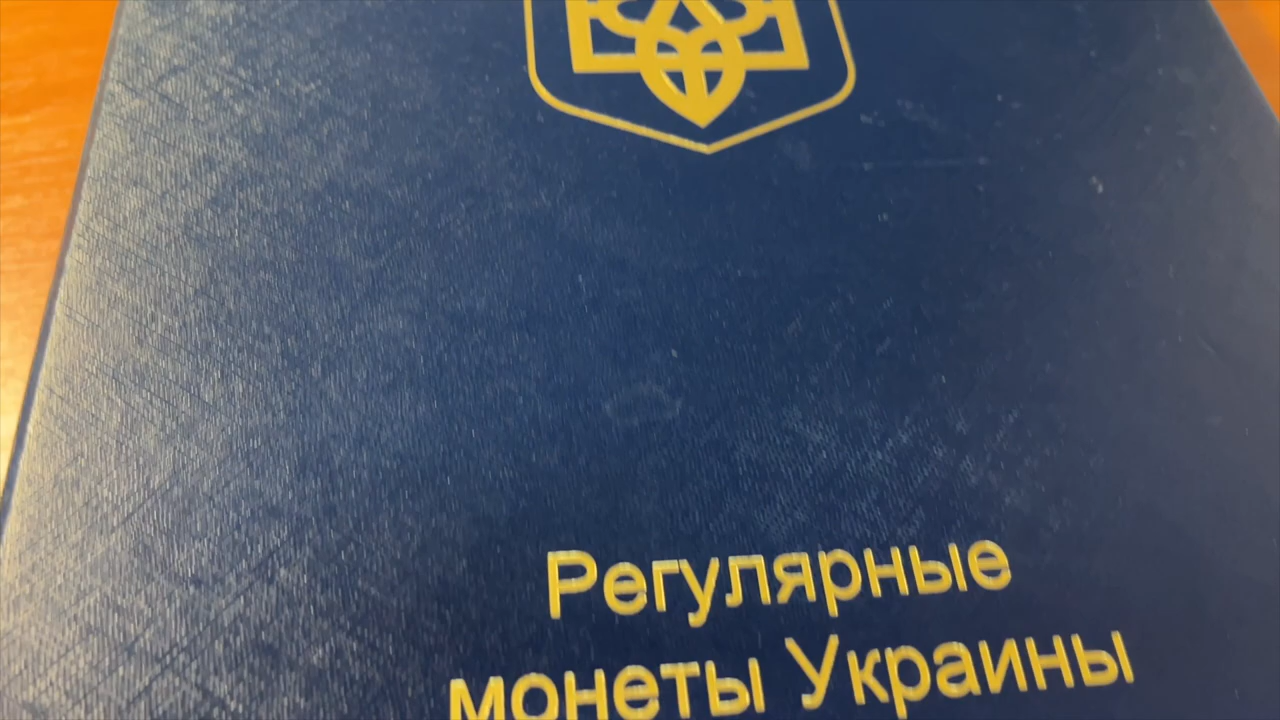 Регулярные
монеты Украины